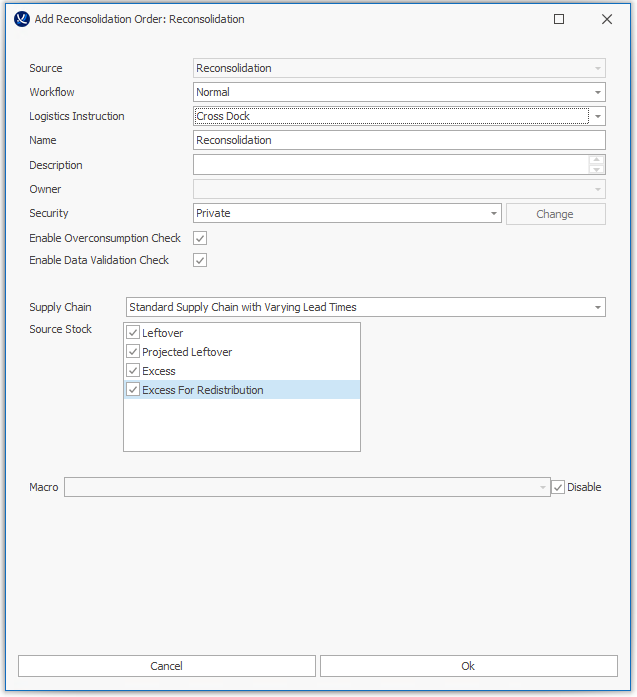 Add Reconsolidation Order: Reconsolidation
Source Reconsolidation
Workflow Normal
Logistics Instruction Cross Dock
Name Reconsolidation
Description
Owner
Security Private Change
Enable Overconsumption Check
Enable Data Validation Check
Supply Chain Standard Supply Chain with Varying Lead Times
Source Stock Leftover
Projected Leftover
Excess
Excess For Redistribution
Macro Disable
Cancel Ok